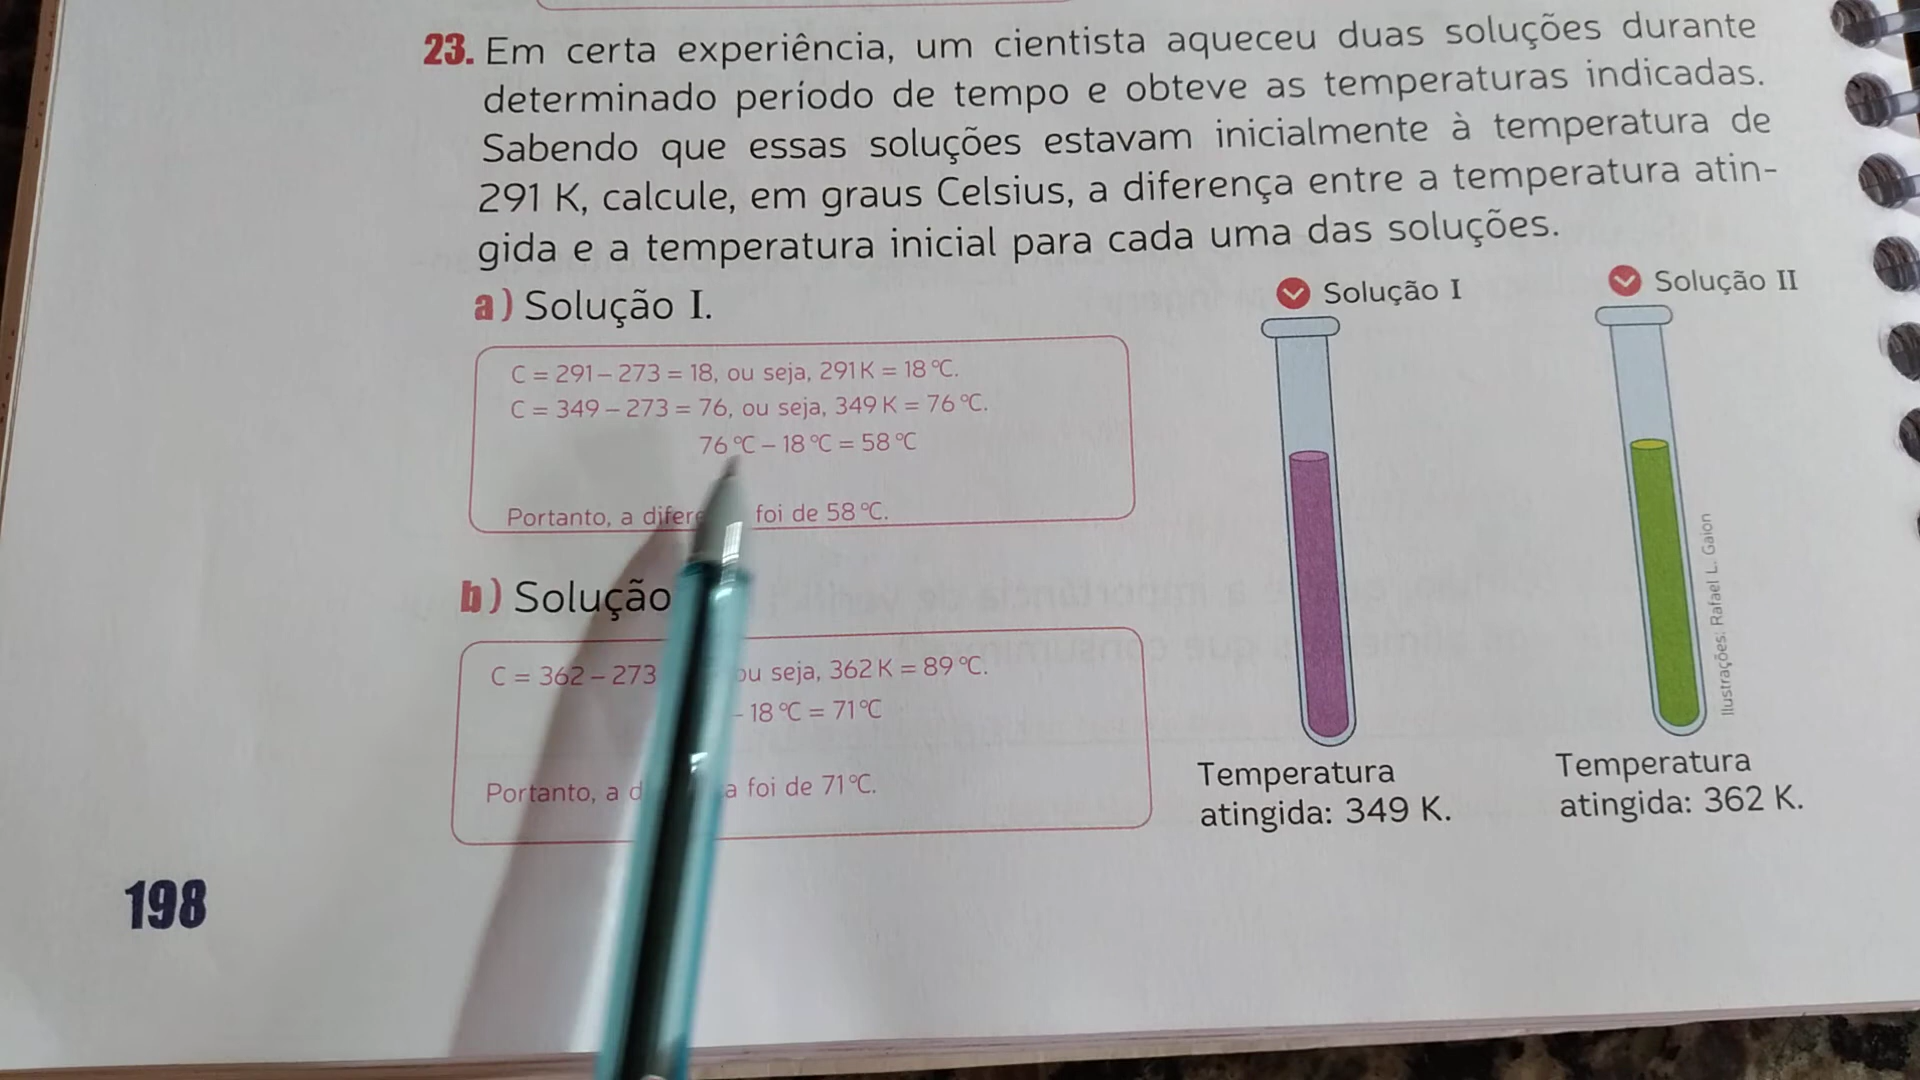 23. Em certa experiência, um cientista aqueceu duas soluções durante
determinado período de tempo e obteve as temperaturas indicadas.
Sabendo que essas soluções estavam inicialmente à temperatura de
291 K, calcule, em graus Celsius, a diferença entre a temperatura atin-
gida e a temperatura inicial para cada uma das soluções.
a) Solução I.
C = 291 – 273 = 18, ou seja, 291 K = 18 °C.
C = 349 – 273 = 76, ou seja, 349 K = 76 °C.
76 °C – 18 °C = 58 °C
Portanto, a foi de 58 °C.
b) Solução
C = 362 – 273 ou seja, 362 K = 89 °C.
- 18 °C = 71 °C
Portanto, a foi de 71 °C.
Solução I
Temperatura
atingida: 349 K.
Solução II
Temperatura
atingida: 362 K.
Ilustrações: Rafael L. Gaion
198